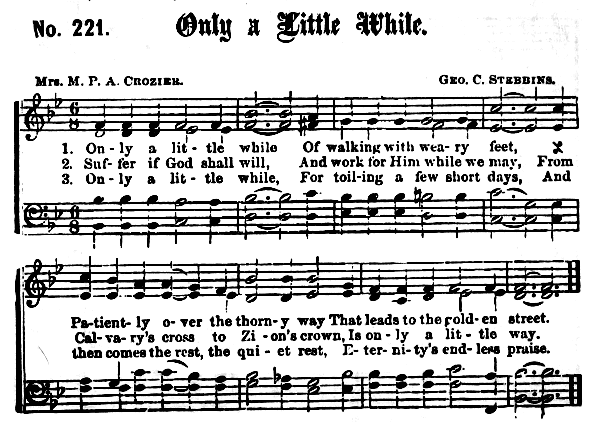 No. 221. Only a Little While.
Mrs. M. P. A. Crozier. Geo. C. Stebbins.
6 8
1. On-ly a lit-tle while Of walking with wea-ry feet,
2. Suf-fer if God shall will, And work for Him while we may, From
3. On-ly a lit-tle while, For toil-ing a few short days, And
6 8
Pa-tient-ly o-ver the thorn-y way That leads to the gold-en street.
Cal-va-ry's cross to Zi-on's crown, Is on-ly a lit-tle way.
then comes the rest, the qui-et rest, E-ter-ni-ty's end-less praise.